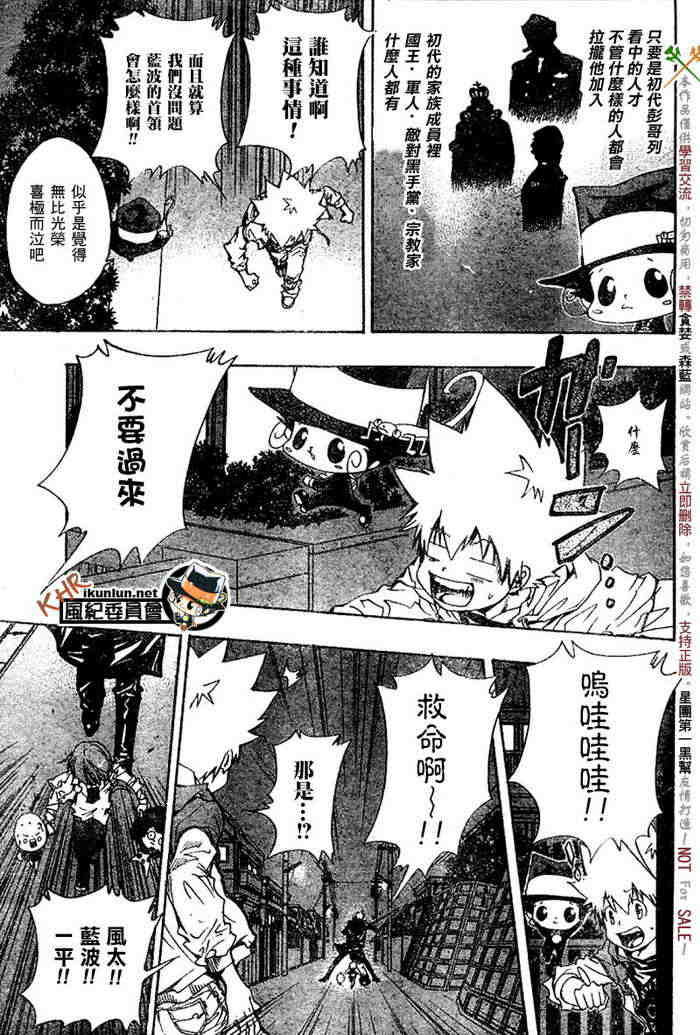 只要是初代彭哥列
看中的人才
不管什麼樣的人都會
拉攏他加入
初代的家族成員裡
國王．軍人．敵對黑手黨．宗教家
什麼人都有
誰知道啊
這種事情！
而且就算
我們沒問題
藍波的首領
會怎麼樣啊!!
似乎是覺得
無比光榮
喜極而泣吧
什麼
不要過來
KHR
ikunlun.net
風紀委員會
嗚哇哇哇!!
救命啊～!!
那是…!?
風太!!
藍波!!
一平!!
本作品僅供學習交流，切勿商用，禁轉貪婪或森藍網站。欣賞后請立即刪除，如您喜歡，支持正版。星團第一黑幫友情打造—NOT For SALE—